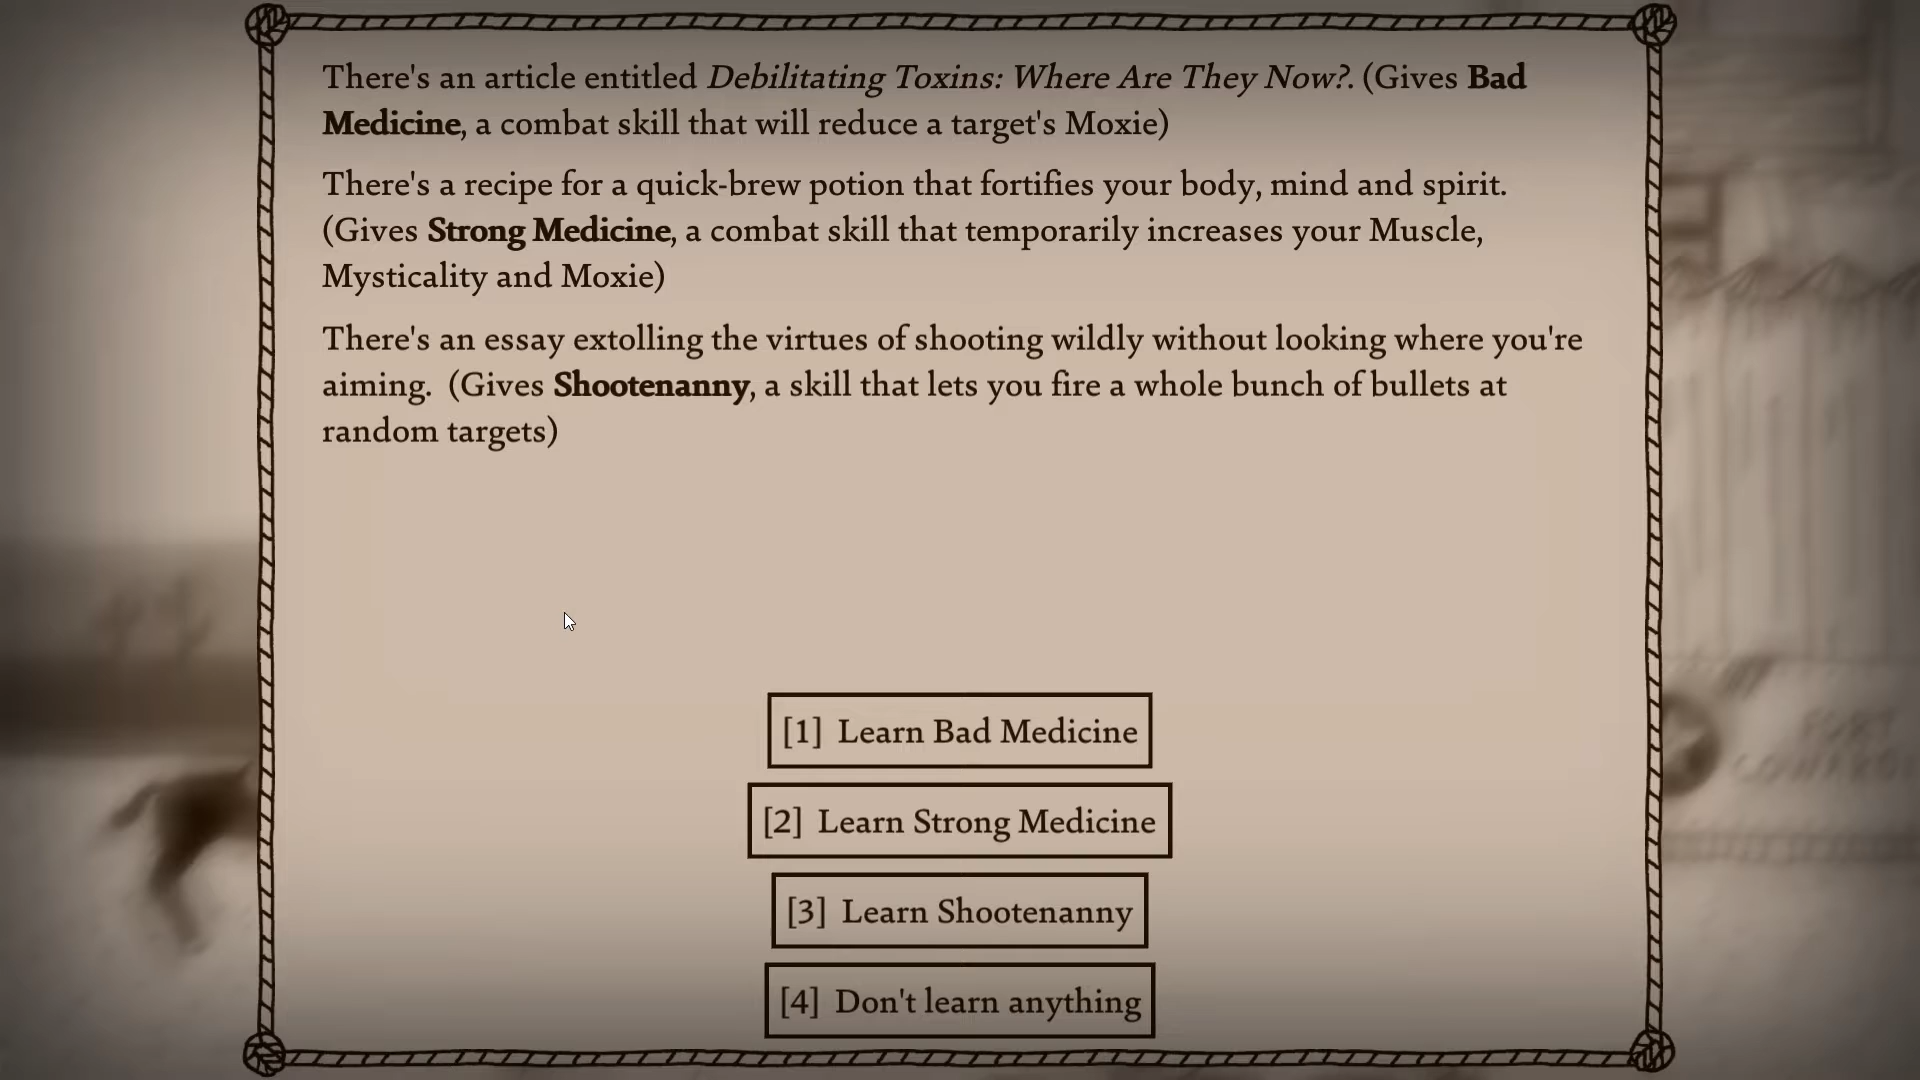 There's an article entitled Debilitating Toxins: Where Are They Now?. (Gives Bad
Medicine, a combat skill that will reduce a target's Moxie)
There's a recipe for a quick-brew potion that fortifies your body, mind and spirit.
(Gives Strong Medicine, a combat skill that temporarily increases your Muscle,
Mysticality and Moxie)
There's an essay extolling the virtues of shooting wildly without looking where you're
aiming.  (Gives Shootenanny, a skill that lets you fire a whole bunch of bullets at
random targets)
[1] Learn Bad Medicine
[2] Learn Strong Medicine
[3] Learn Shootenanny
[4] Don't learn anything